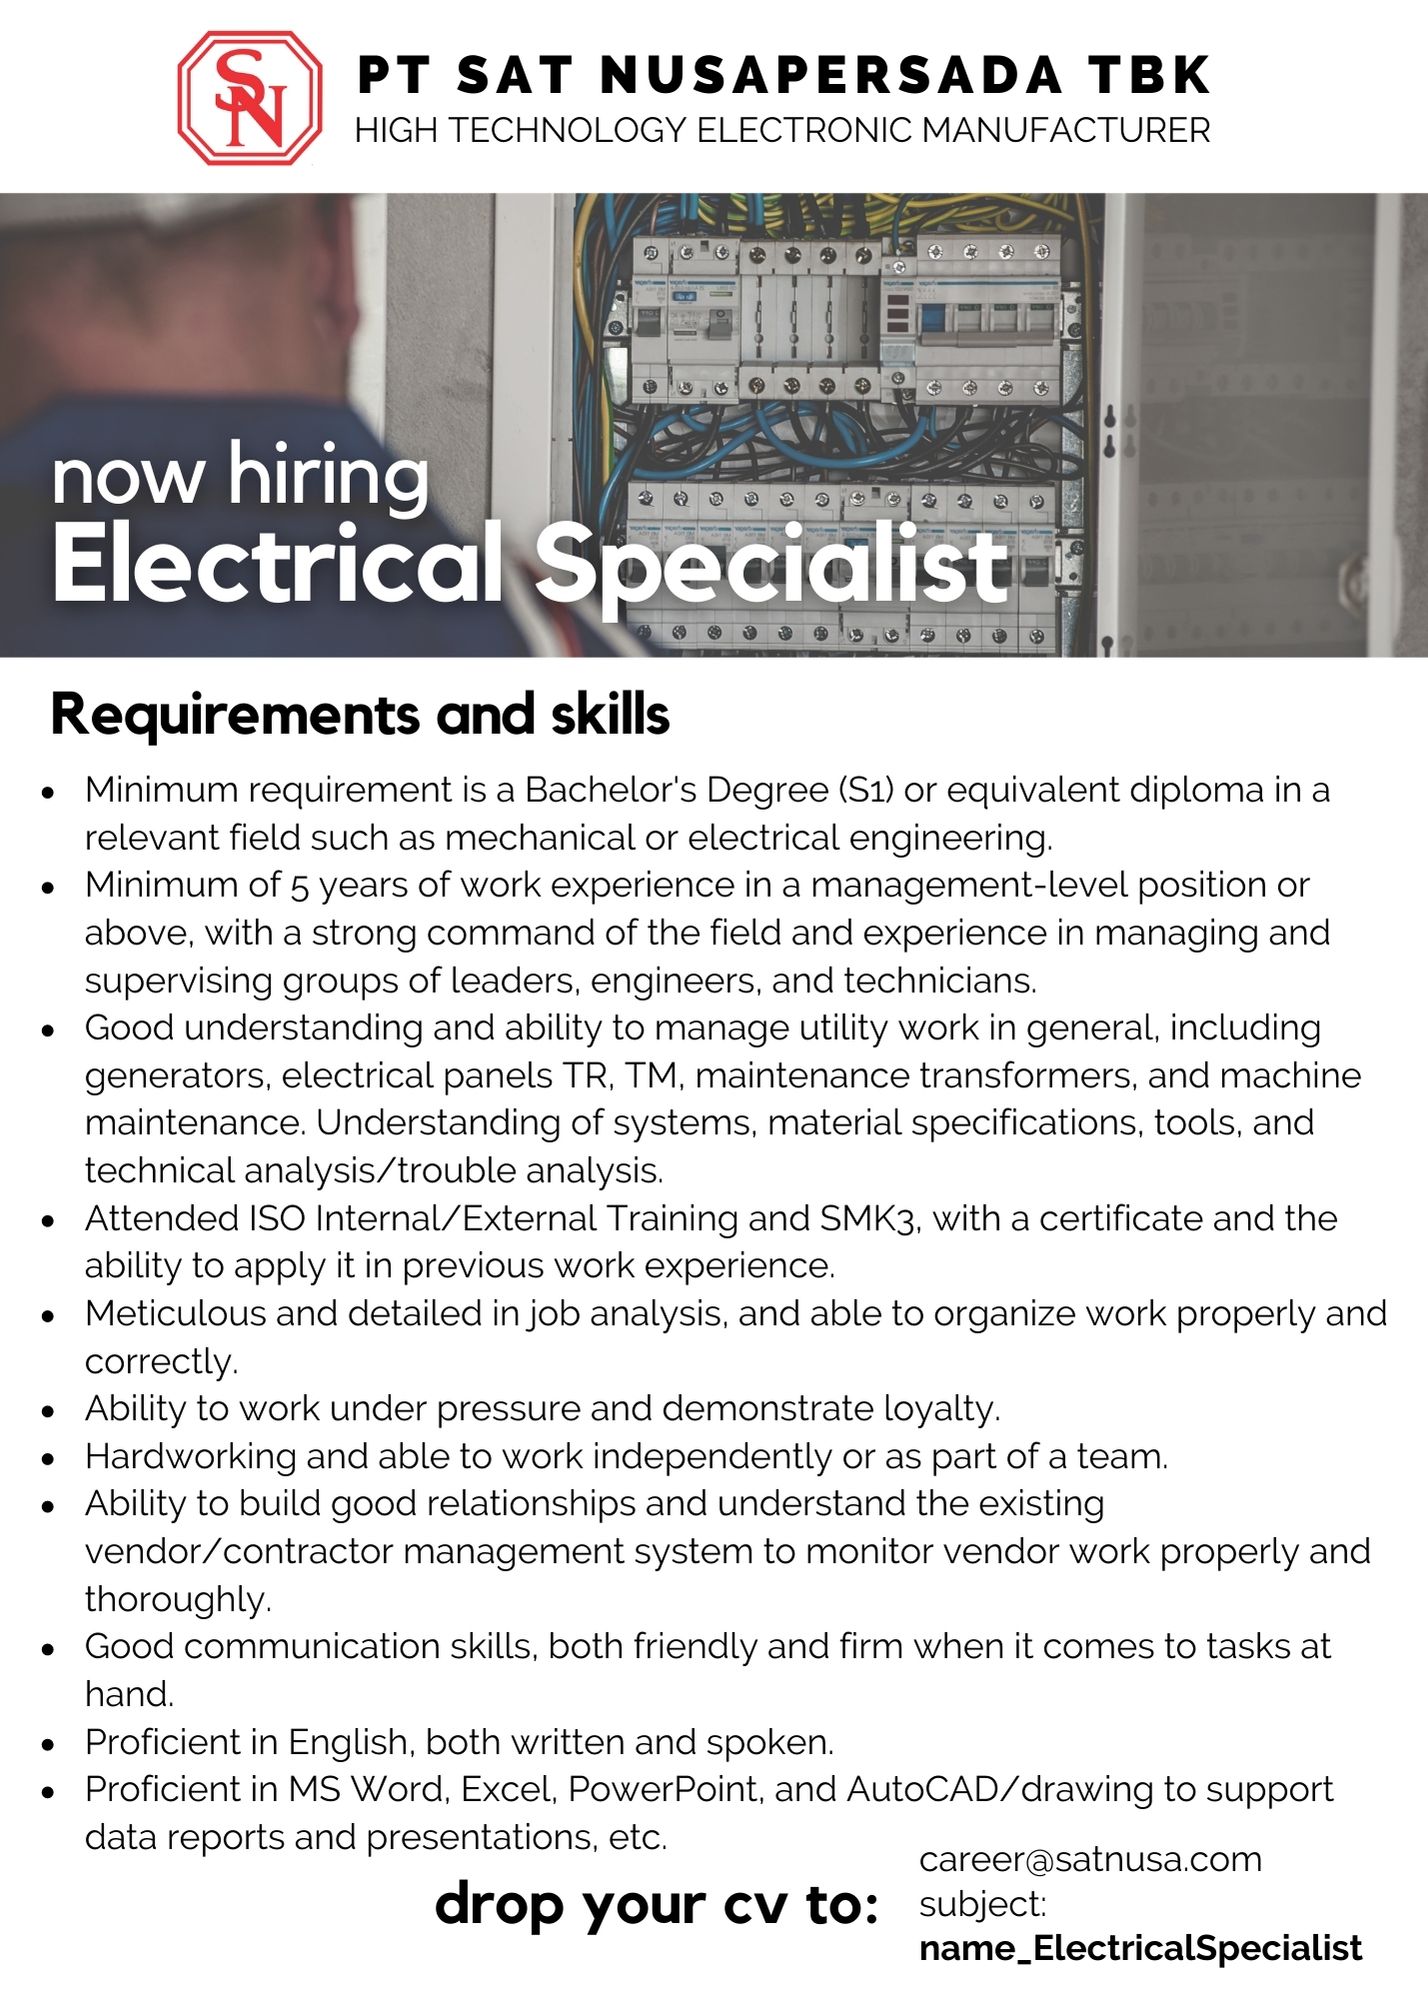 SN
PT SAT NUSAPERSADA TBK
HIGH TECHNOLOGY ELECTRONIC MANUFACTURER
now hiring
Electrical Specialist
Requirements and skills
• Minimum requirement is a Bachelor's Degree (S1) or equivalent diploma in a
relevant field such as mechanical or electrical engineering.
• Minimum of 5 years of work experience in a management-level position or
above, with a strong command of the field and experience in managing and
supervising groups of leaders, engineers, and technicians.
• Good understanding and ability to manage utility work in general, including
generators, electrical panels TR, TM, maintenance transformers, and machine
maintenance. Understanding of systems, material specifications, tools, and
technical analysis/trouble analysis.
• Attended ISO Internal/External Training and SMK3, with a certificate and the
ability to apply it in previous work experience.
• Meticulous and detailed in job analysis, and able to organize work properly and
correctly.
• Ability to work under pressure and demonstrate loyalty.
• Hardworking and able to work independently or as part of a team.
• Ability to build good relationships and understand the existing
vendor/contractor management system to monitor vendor work properly and
thoroughly.
• Good communication skills, both friendly and firm when it comes to tasks at
hand.
• Proficient in English, both written and spoken.
• Proficient in MS Word, Excel, PowerPoint, and AutoCAD/drawing to support
data reports and presentations, etc.
drop your cv to:
career@satnusa.com
subject:
name_ElectricalSpecialist